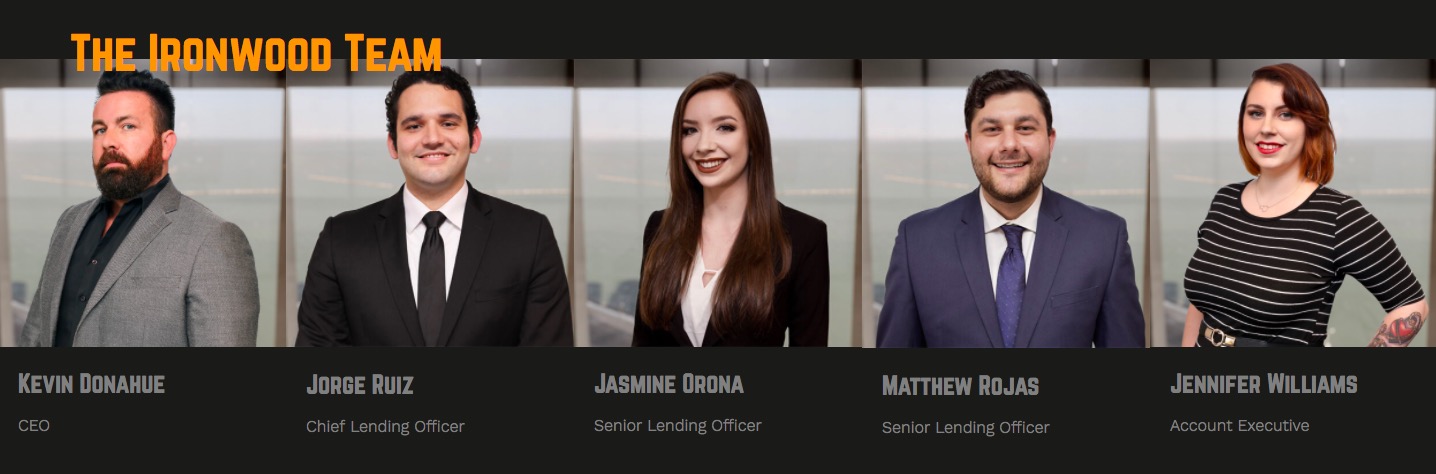 The Ironwood Team
Kevin Donahue
Jorge Ruiz
Jasmine Orona
Matthew Rojas
Jennifer Williams
CEO
Chief Lending Officer
Senior Lending Officer
Senior Lending Officer
Account Executive